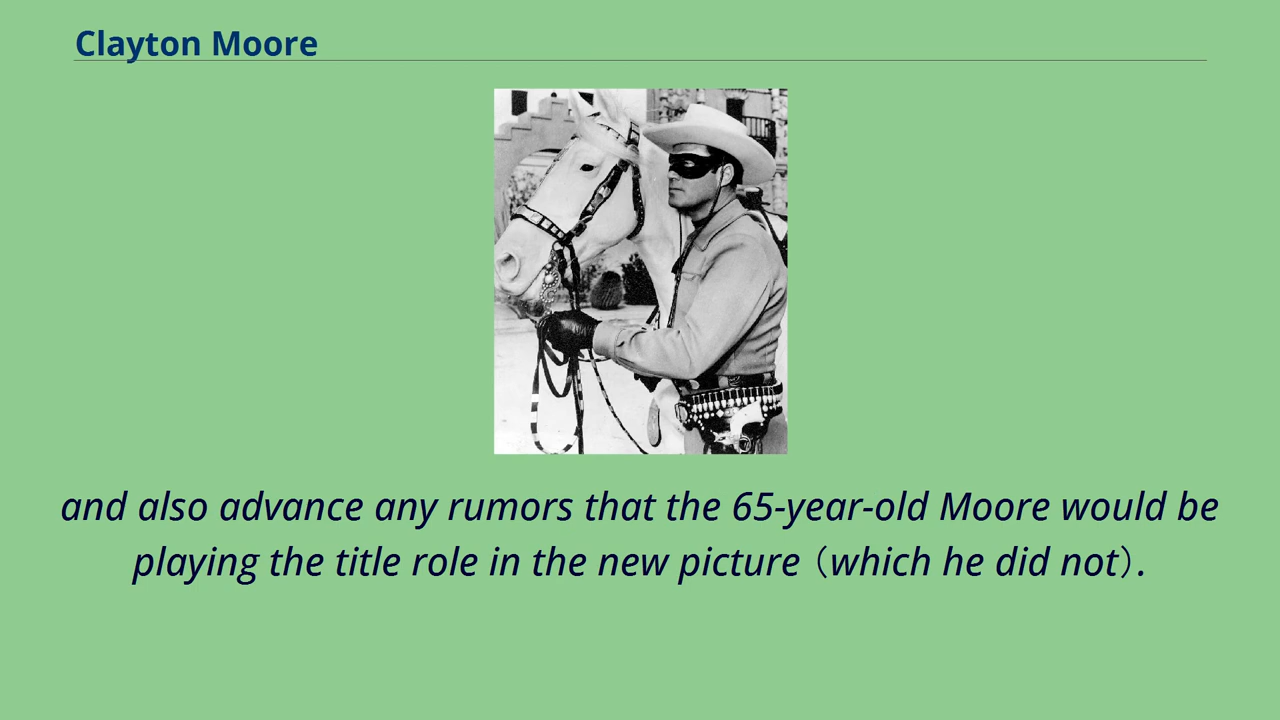 Clayton Moore
and also advance any rumors that the 65-year-old Moore would be
playing the title role in the new picture（which he did not）.